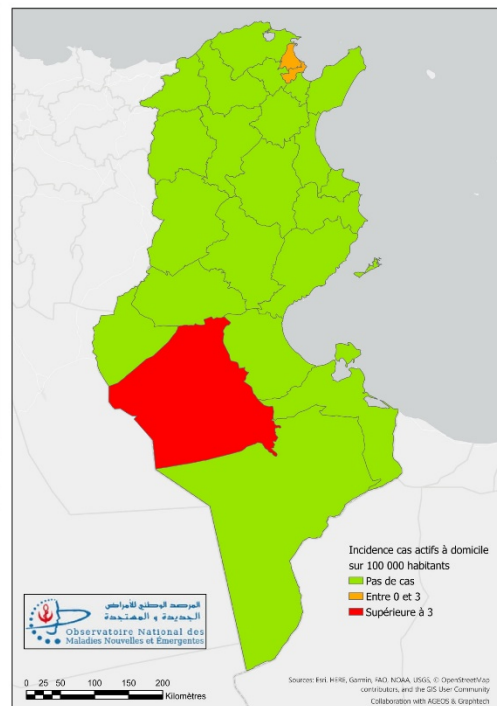 Incidence cas actifs à domicile
sur 100 000 habitants
Pas de cas
Entre 0 et 3
Supérieure à 3
المرصد الوطني للأمراض
الجديدة و المستجدة
Observatoire National des
Maladies Nouvelles et Émergentes
0 25 50 100 150 200
Kilomètres
Sources: Esri, HERE, Garmin, FAO, NOAA, USGS, © OpenStreetMap
contributors, and the GIS User Community
Collaboration with AGEOS & Graphtech